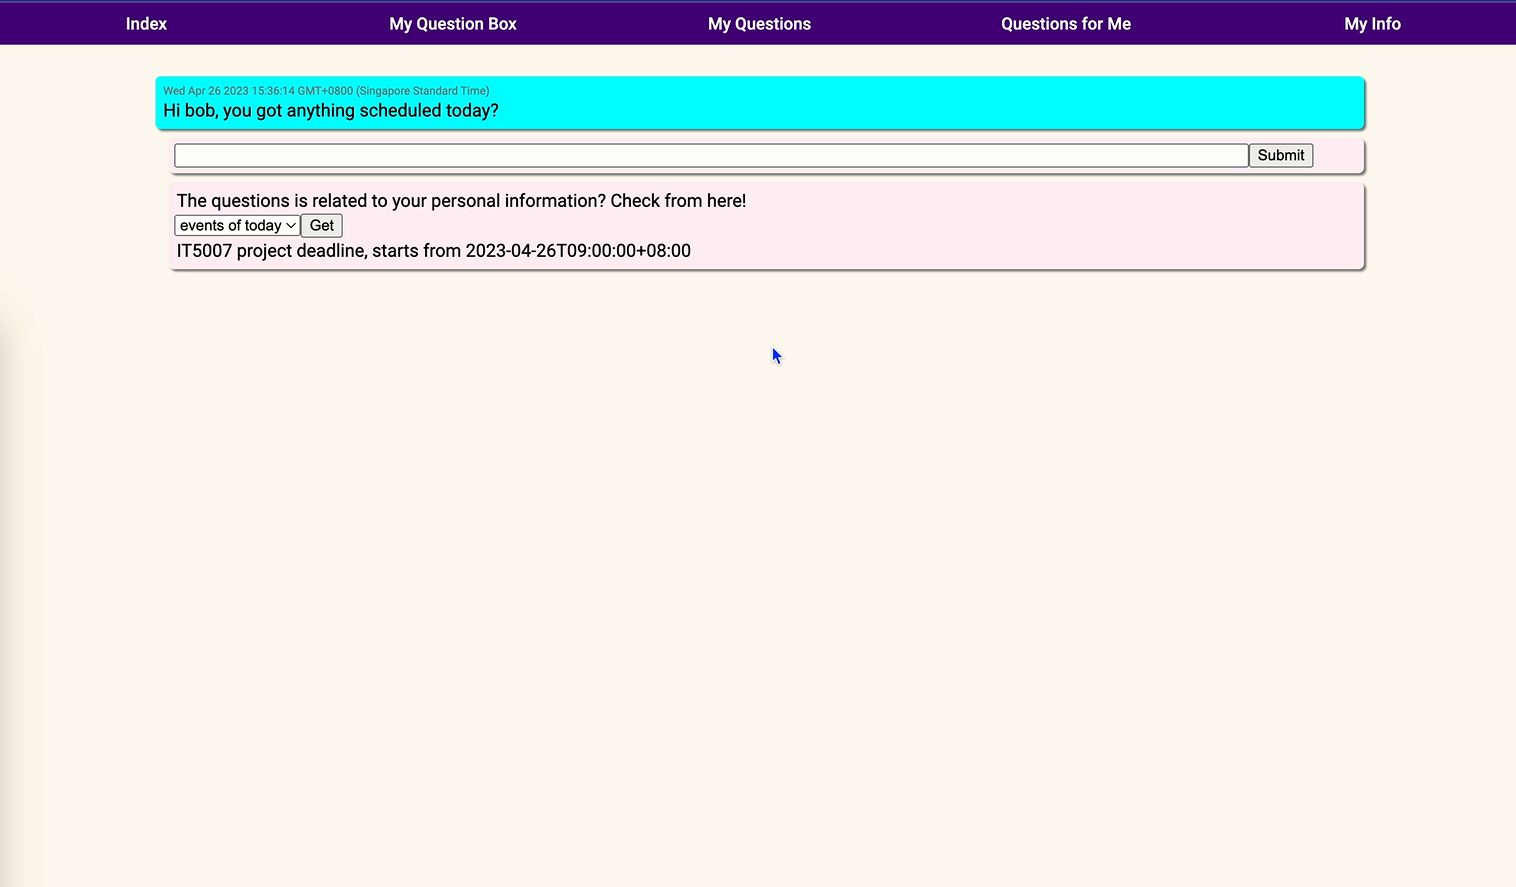 Index My Question Box My Questions Questions for Me My Info
Wed Apr 26 2023 15:36:14 GMT+0800 (Singapore Standard Time)
Hi bob, you got anything scheduled today?
Submit
The questions is related to your personal information? Check from here!
events of today Get
IT5007 project deadline, starts from 2023-04-26T09:00:00+08:00